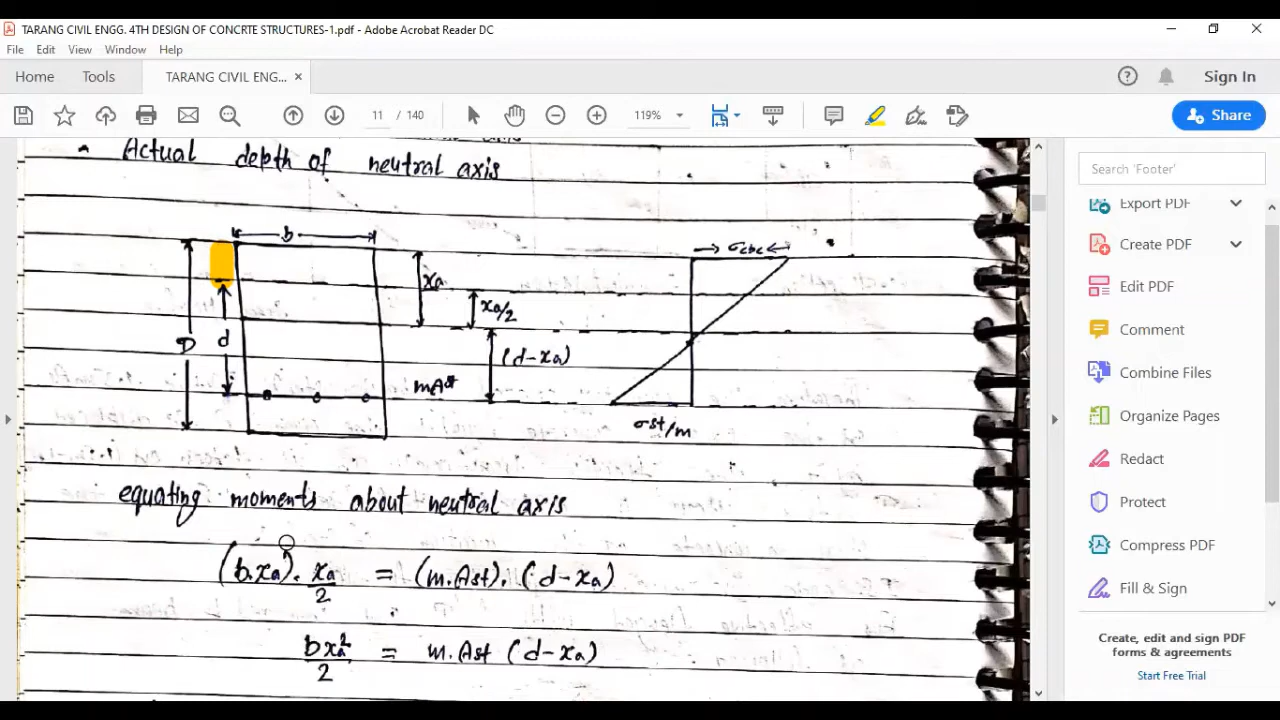 TARANG CIVIL ENGG. 4TH DESIGN OF CONCRTE STRUCTURES-1.pdf - Adobe Acrobat Reader DC
File Edit View Window Help
Home Tools TARANG CIVIL ENG... × Sign In
11 / 140 119% Share
• Actual depth of neutral axis
b
σcbc
xa
xa/2
D d
(d-xa)
mAst
σst/m
equating moments about neutral axis
(b.xa). xa/2 = (m.Ast). (d-xa)
bxa²/2 = m.Ast (d-xa)
Search 'Footer'
Export PDF
Create PDF
Edit PDF
Comment
Combine Files
Organize Pages
Redact
Protect
Compress PDF
Fill & Sign
Create, edit and sign PDF
forms & agreements
Start Free Trial